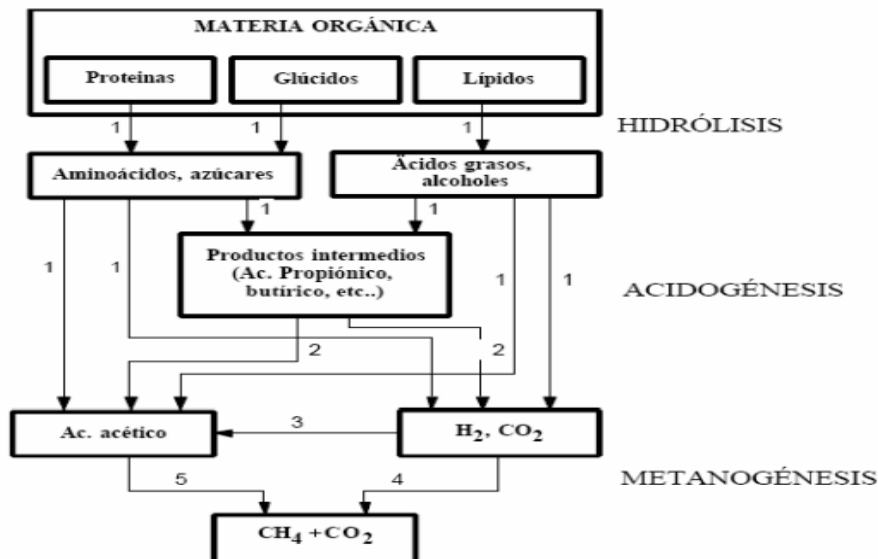 MATERIA ORGÁNICA
Proteinas
Glúcidos
Lípidos
1
1
1
HIDRÓLISIS
Aminoácidos, azúcares
Äcidos grasos,
alcoholes
1
1
1
1
1
1
Productos intermedios
(Ac. Propiónico,
butírico, etc..)
ACIDOGÉNESIS
2
2
Ac. acético
3
H2, CO2
5
4
METANOGÉNESIS
CH4 +CO2